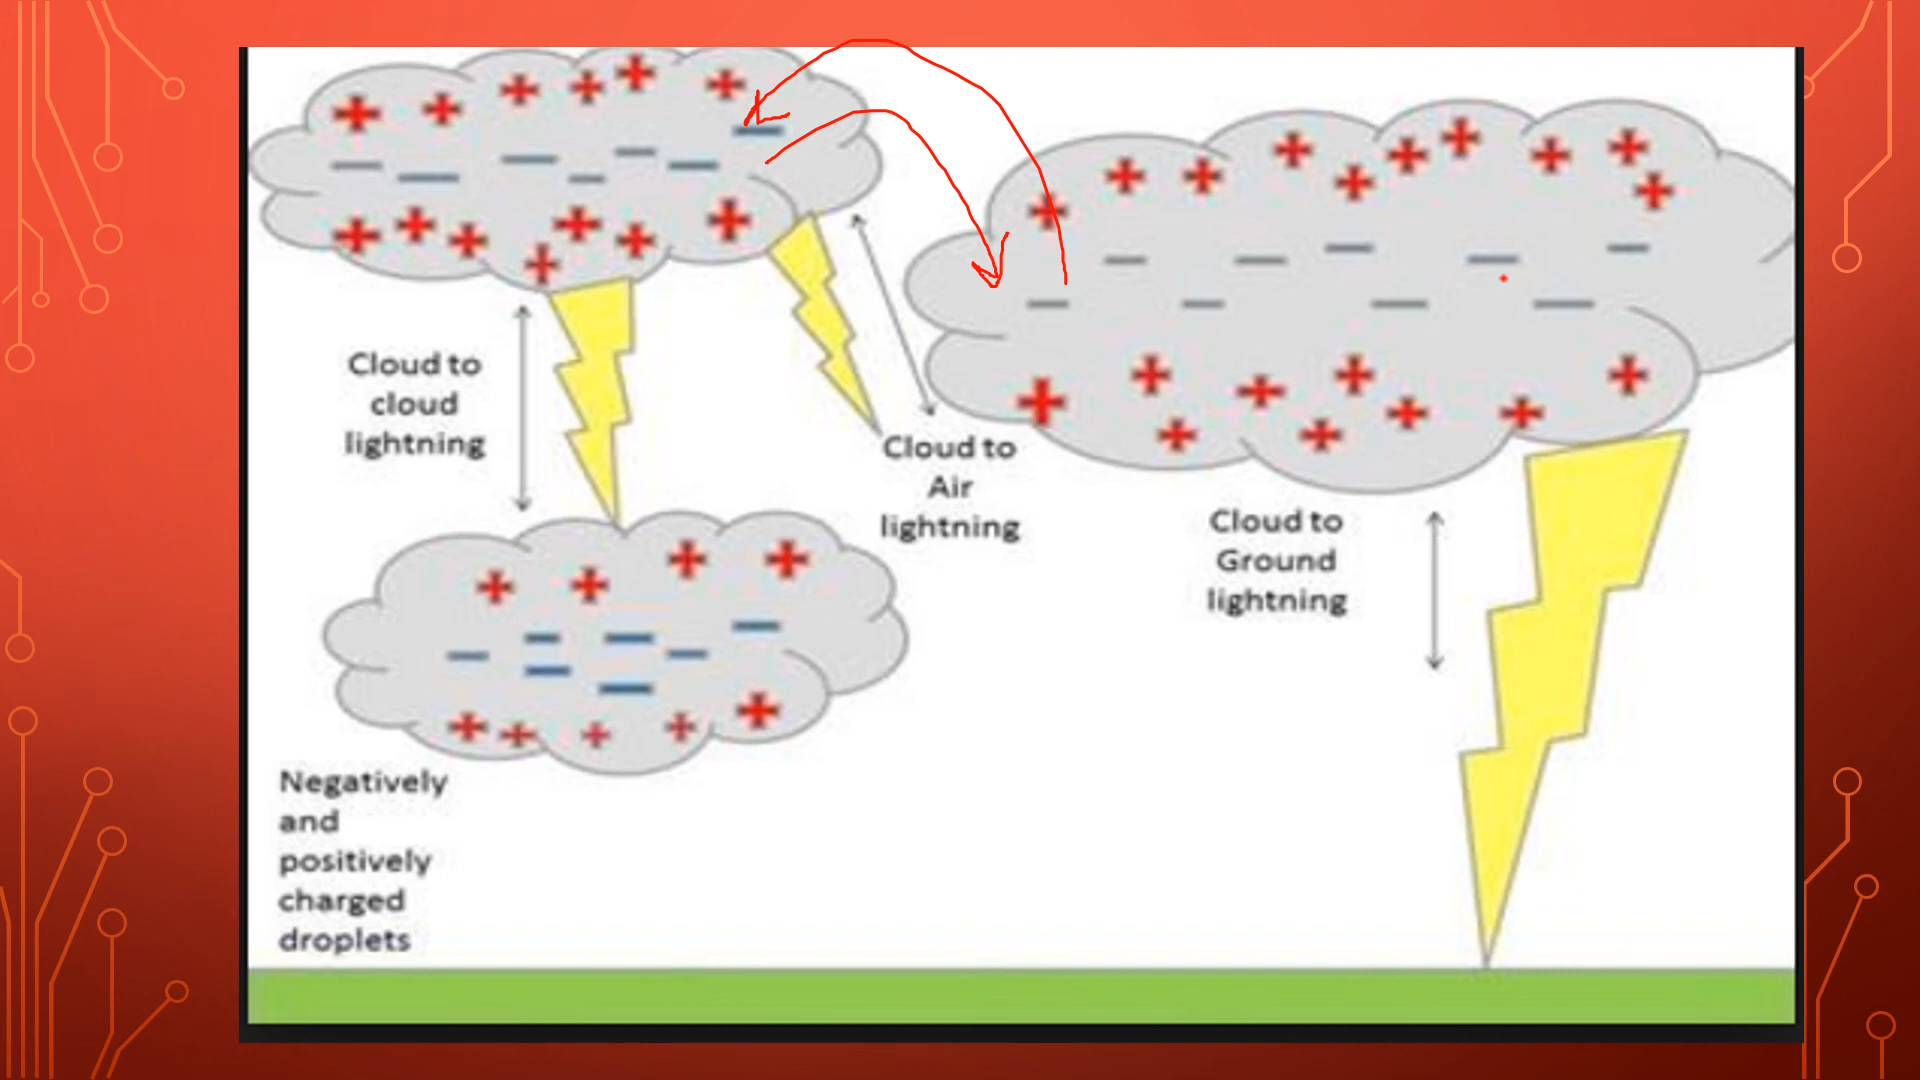 Cloud to
cloud
lightning
Cloud to
Air
lightning
Cloud to
Ground
lightning
Negatively
and
positively
charged
droplets